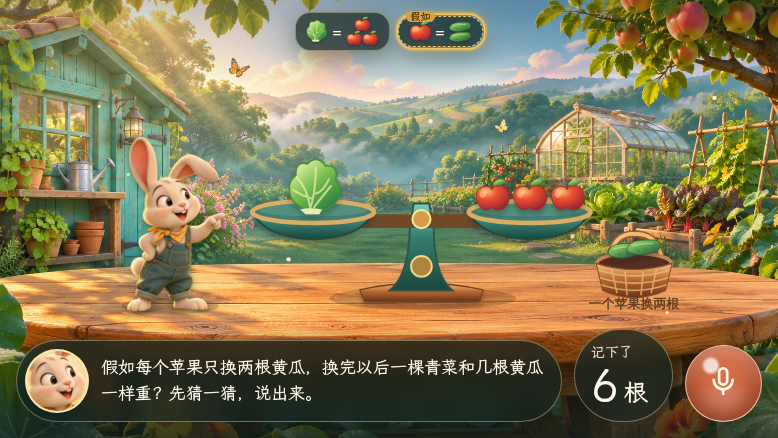 =
假如
=
一个苹果换两根
假如每个苹果只换两根黄瓜，换完以后一棵青菜和几根黄瓜
一样重？先猜一猜，说出来。
记下了
6 根